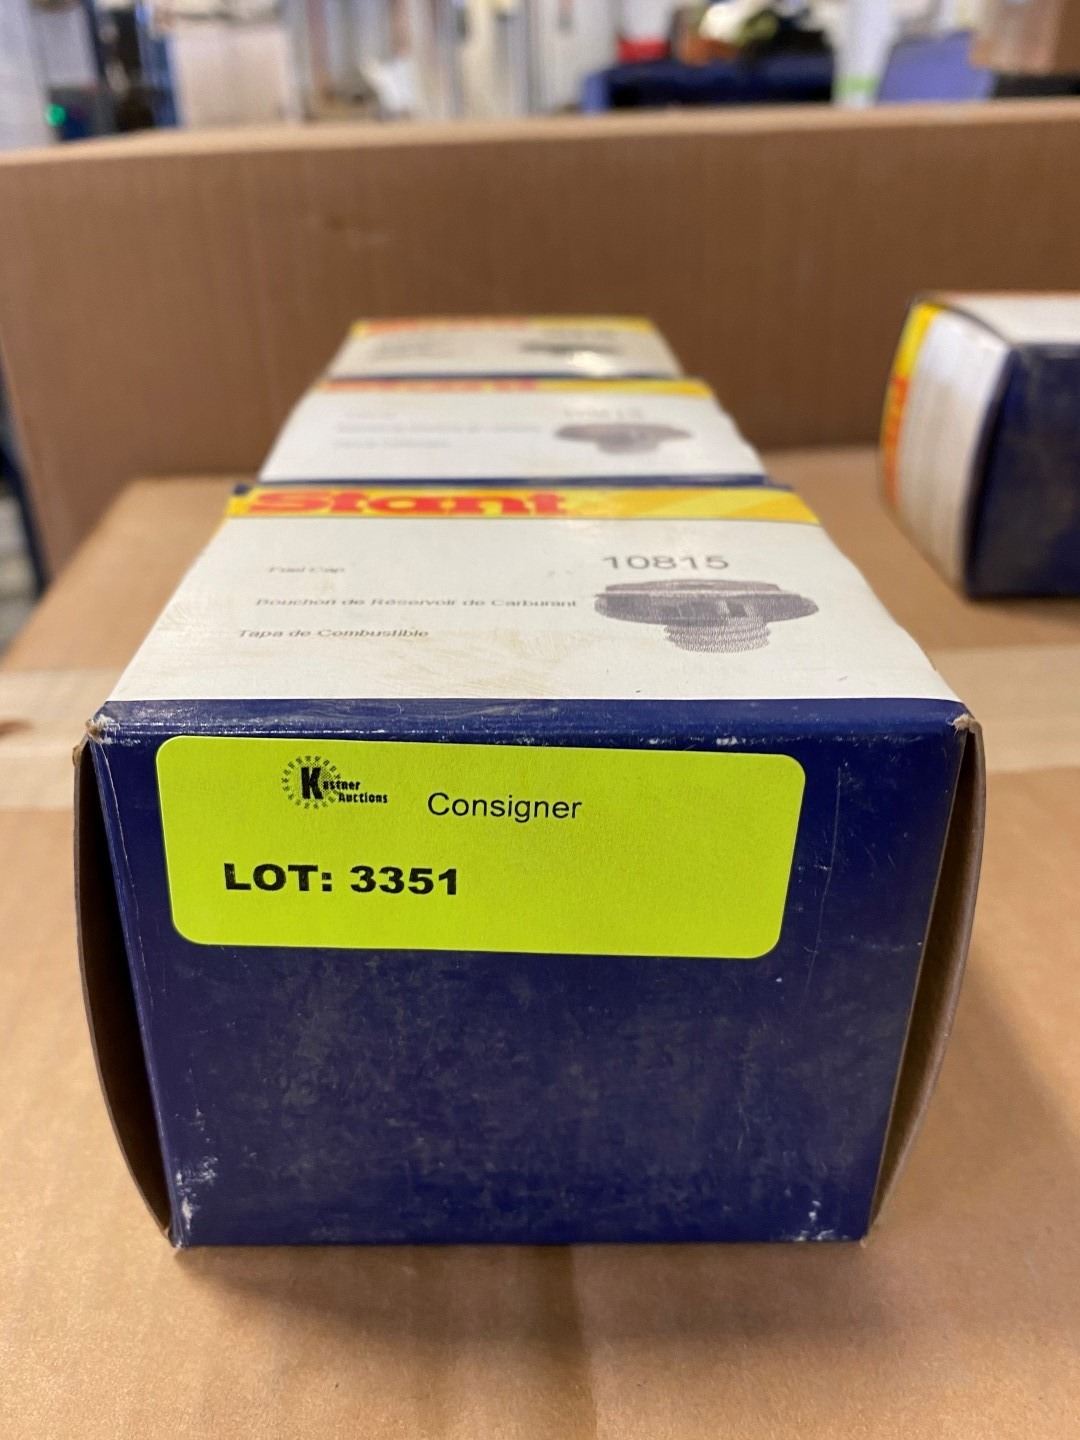 Stant
Fuel Cap
10815
Bouchon de Réservoir de Carburant
Tapa de Combustible
Kastner
Auctions
Consigner
LOT: 3351